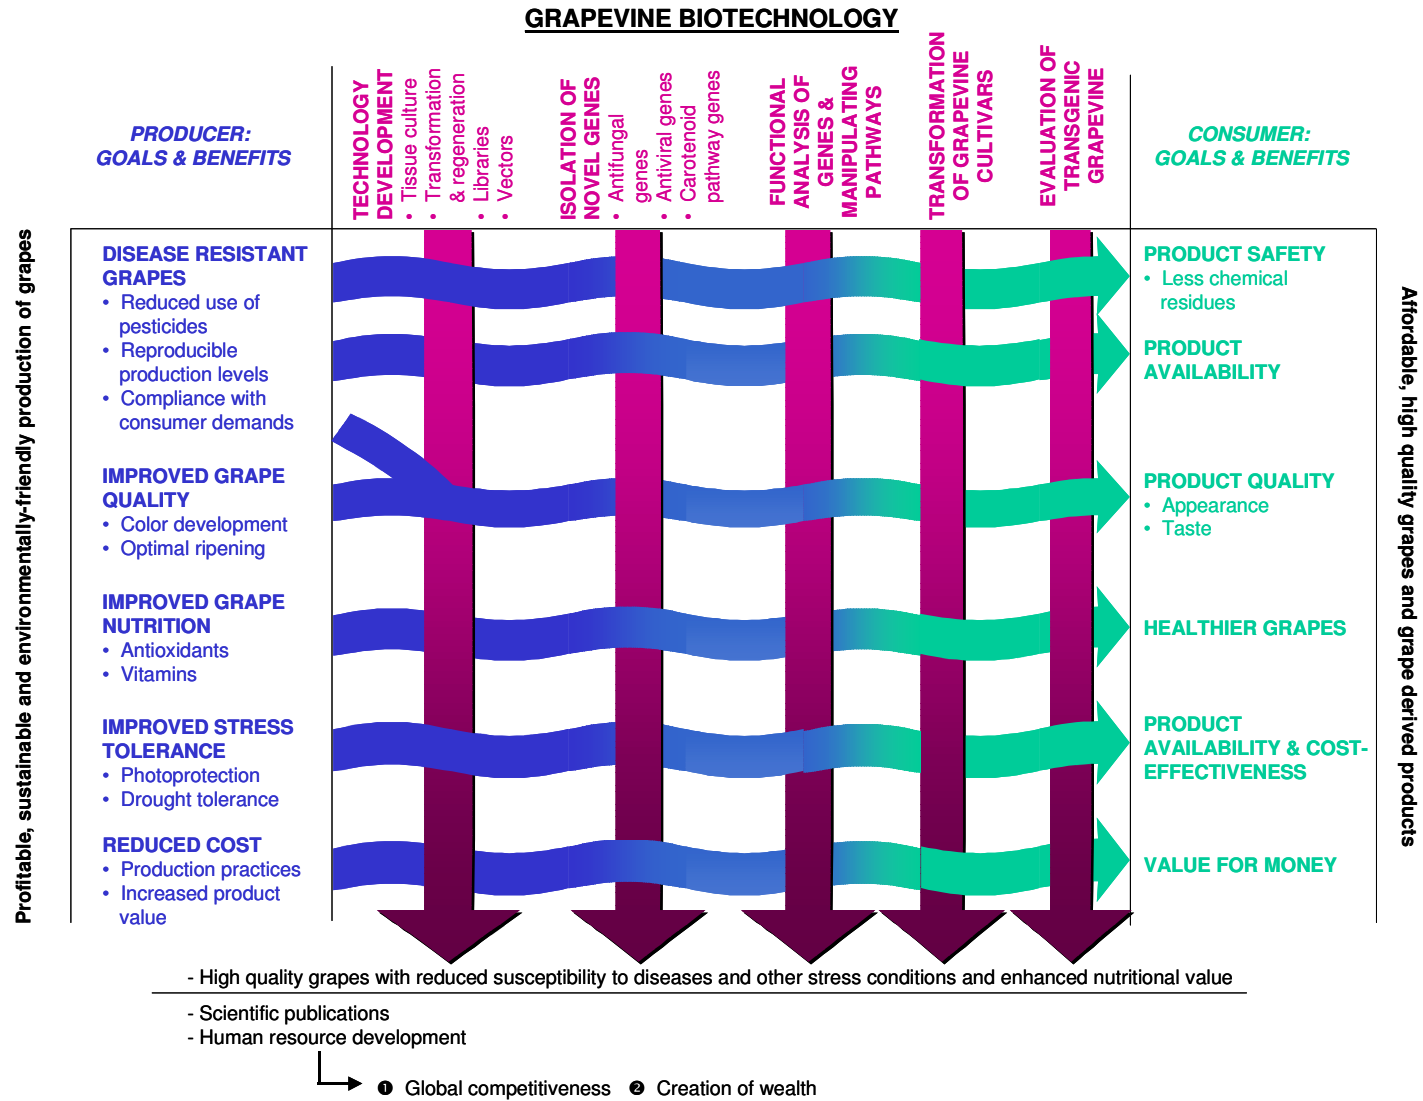 GRAPEVINE BIOTECHNOLOGY
PRODUCER:
GOALS & BENEFITS
TECHNOLOGY
DEVELOPMENT
• Tissue culture
• Transformation
& regeneration
• Libraries
• Vectors
ISOLATION OF
NOVEL GENES
• Antifungal
genes
• Antiviral genes
• Carotenoid
pathway genes
FUNCTIONAL
ANALYSIS OF
GENES &
MANIPULATING
PATHWAYS
TRANSFORMATION
OF GRAPEVINE
CULTIVARS
EVALUATION OF
TRANSGENIC
GRAPEVINE
CONSUMER:
GOALS & BENEFITS
Profitable, sustainable and environmentally-friendly production of grapes
DISEASE RESISTANT
GRAPES
• Reduced use of
pesticides
• Reproducible
production levels
• Compliance with
consumer demands
IMPROVED GRAPE
QUALITY
• Color development
• Optimal ripening
IMPROVED GRAPE
NUTRITION
• Antioxidants
• Vitamins
IMPROVED STRESS
TOLERANCE
• Photoprotection
• Drought tolerance
REDUCED COST
• Production practices
• Increased product
value
PRODUCT SAFETY
• Less chemical
residues
PRODUCT
AVAILABILITY
PRODUCT QUALITY
• Appearance
• Taste
HEALTHIER GRAPES
PRODUCT
AVAILABILITY & COST-
EFFECTIVENESS
VALUE FOR MONEY
Affordable, high quality grapes and grape derived products
- High quality grapes with reduced susceptibility to diseases and other stress conditions and enhanced nutritional value
- Scientific publications
- Human resource development
❶ Global competitiveness ❷ Creation of wealth